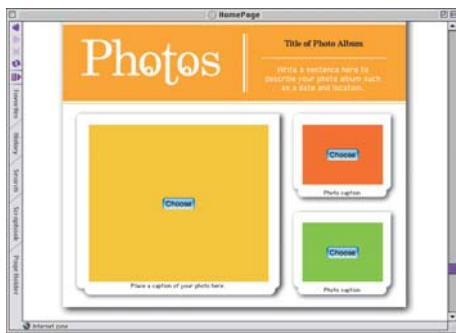 HomePage
Photos
Title of Photo Album
Write a sentence here to
describe your photo album such
as a date and location.
Favorites
History
Search
Scrapbook
Page Holder
Choose
Place a caption of your photo here.
Choose
Photo caption
Choose
Photo caption
Internet zone